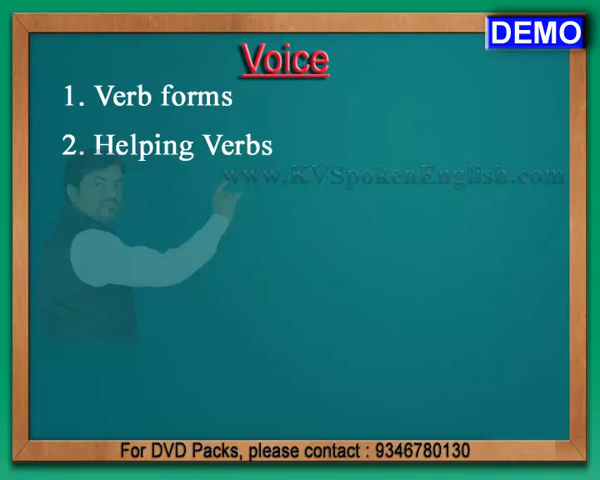 DEMO
Voice
1. Verb forms
2. Helping Verbs
www.KVSpokenEnglish.com
For DVD Packs, please contact : 9346780130